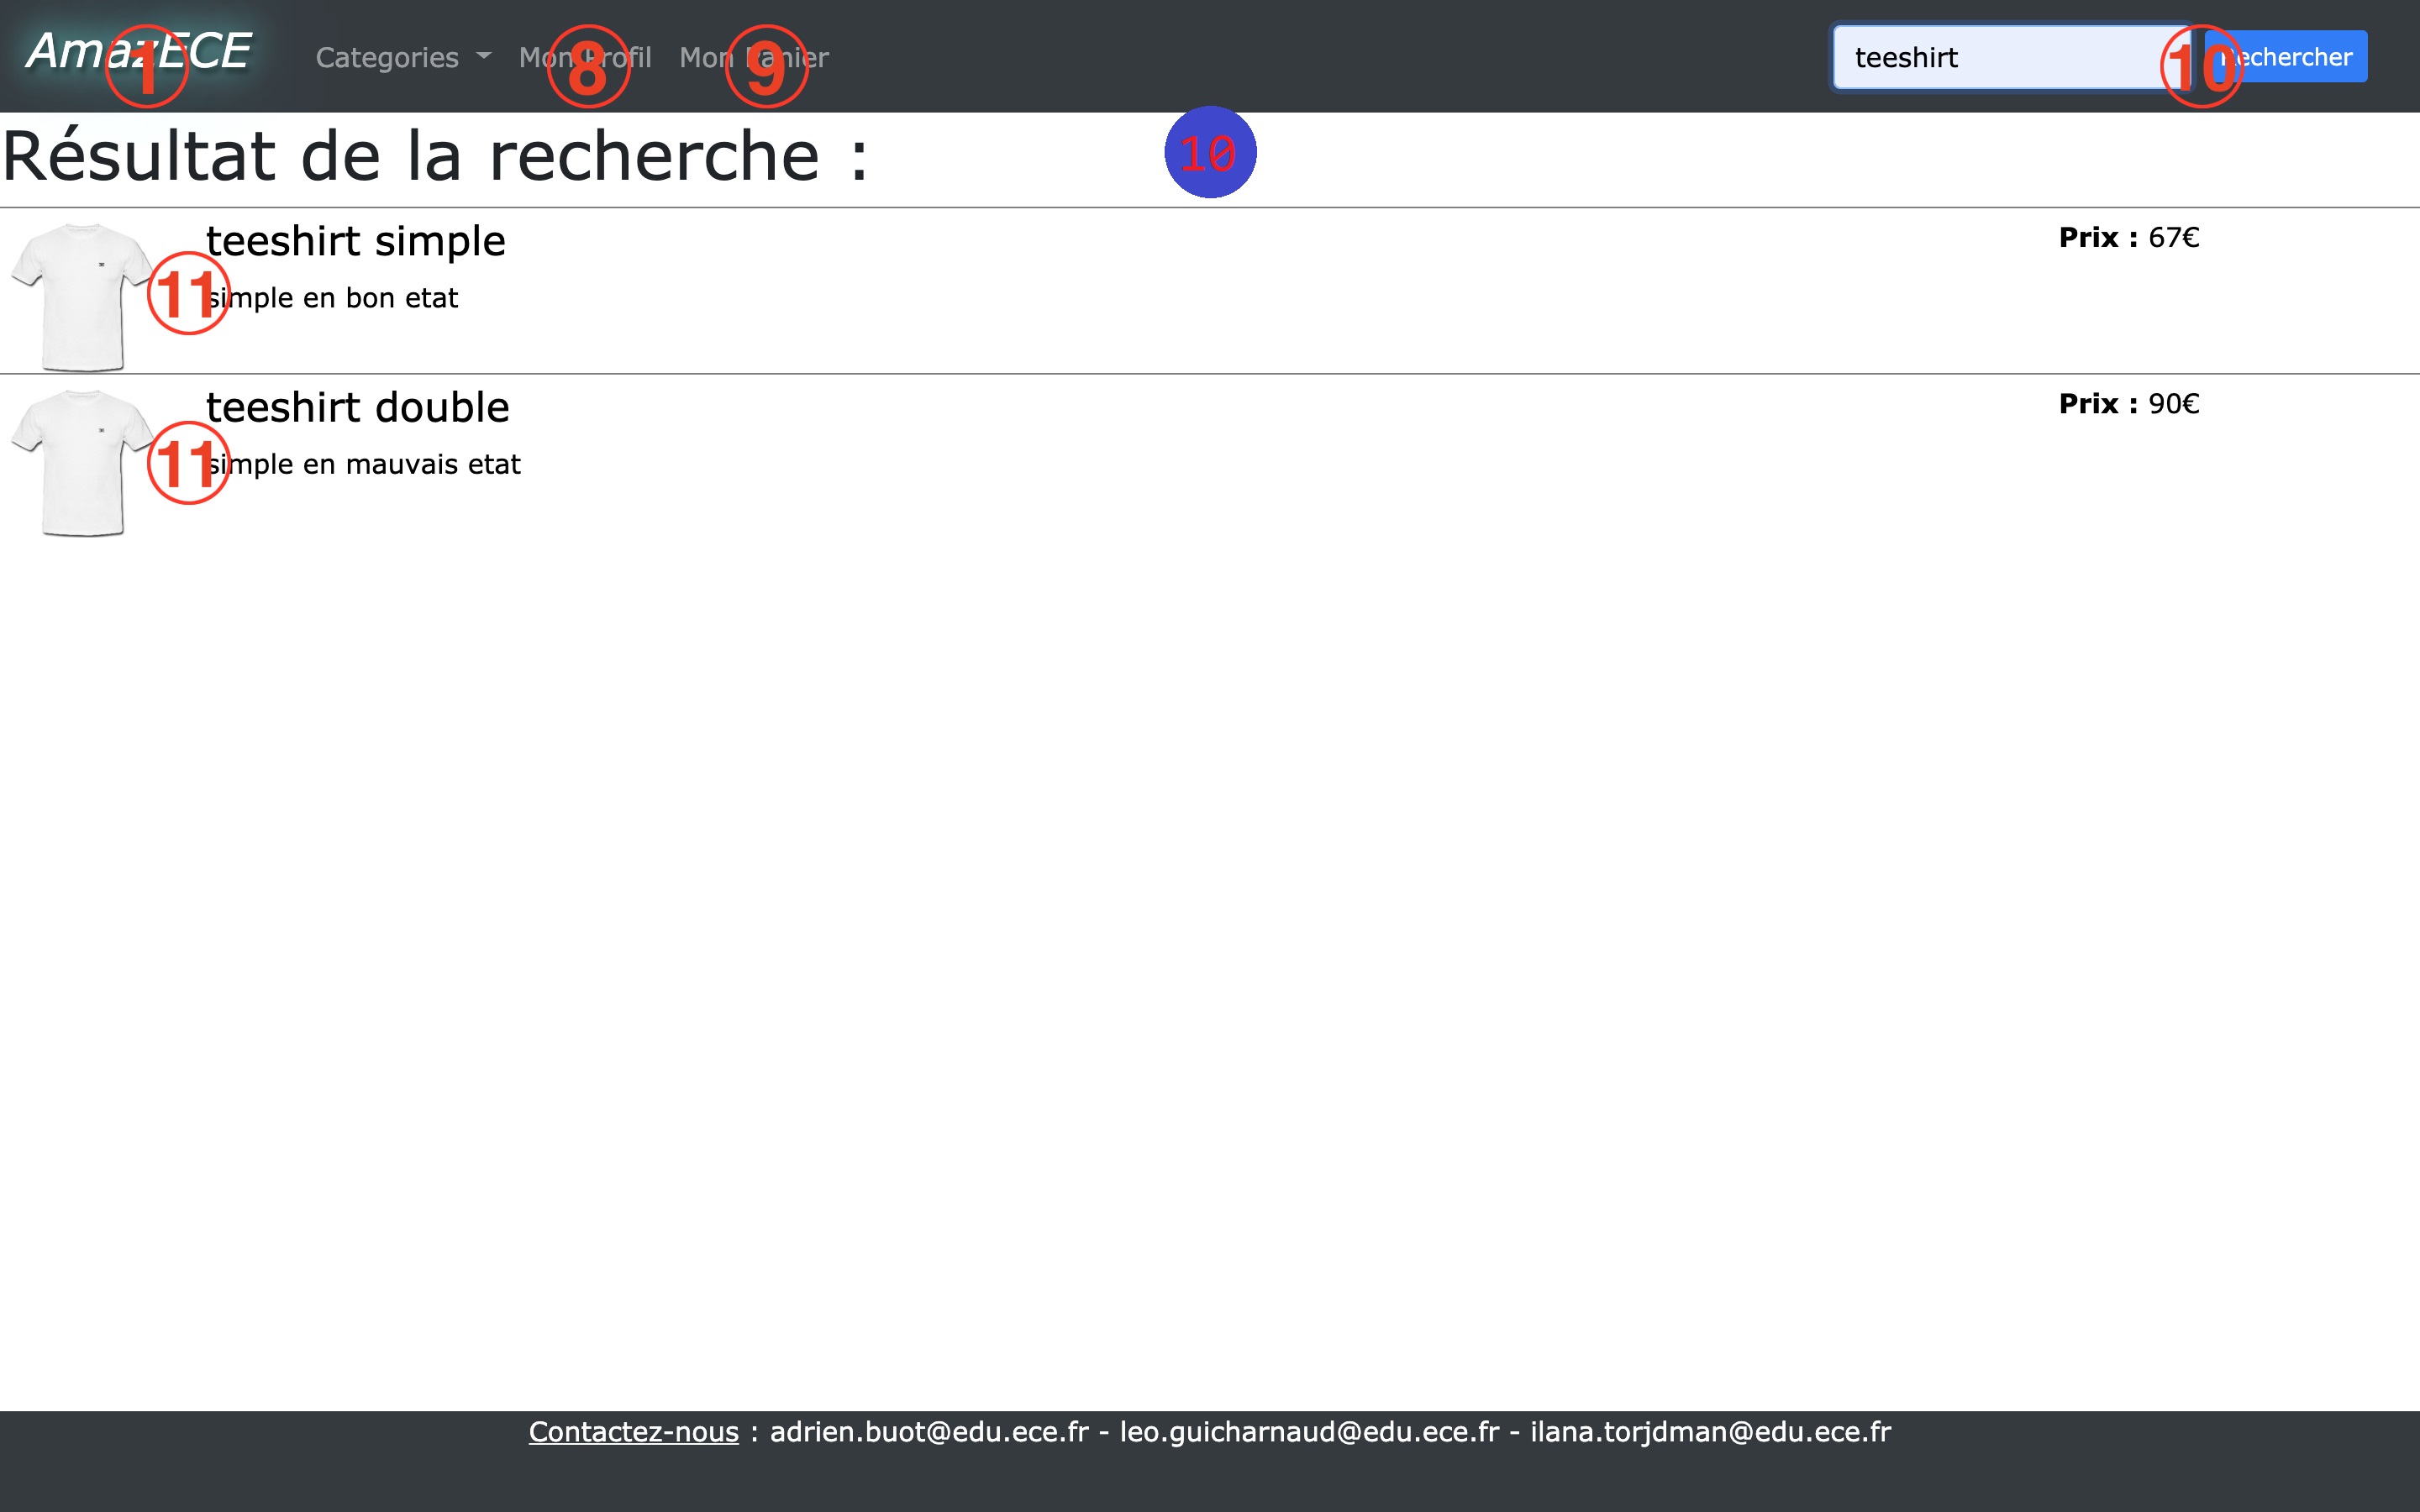 AmazECE Categories Mon Profil Mon Panier teeshirt Rechercher
1 8 9 10
Résultat de la recherche : 10
teeshirt simple Prix : 67€
11 simple en bon etat
teeshirt double Prix : 90€
11 simple en mauvais etat
Contactez-nous : adrien.buot@edu.ece.fr - leo.guicharnaud@edu.ece.fr - ilana.torjdman@edu.ece.fr